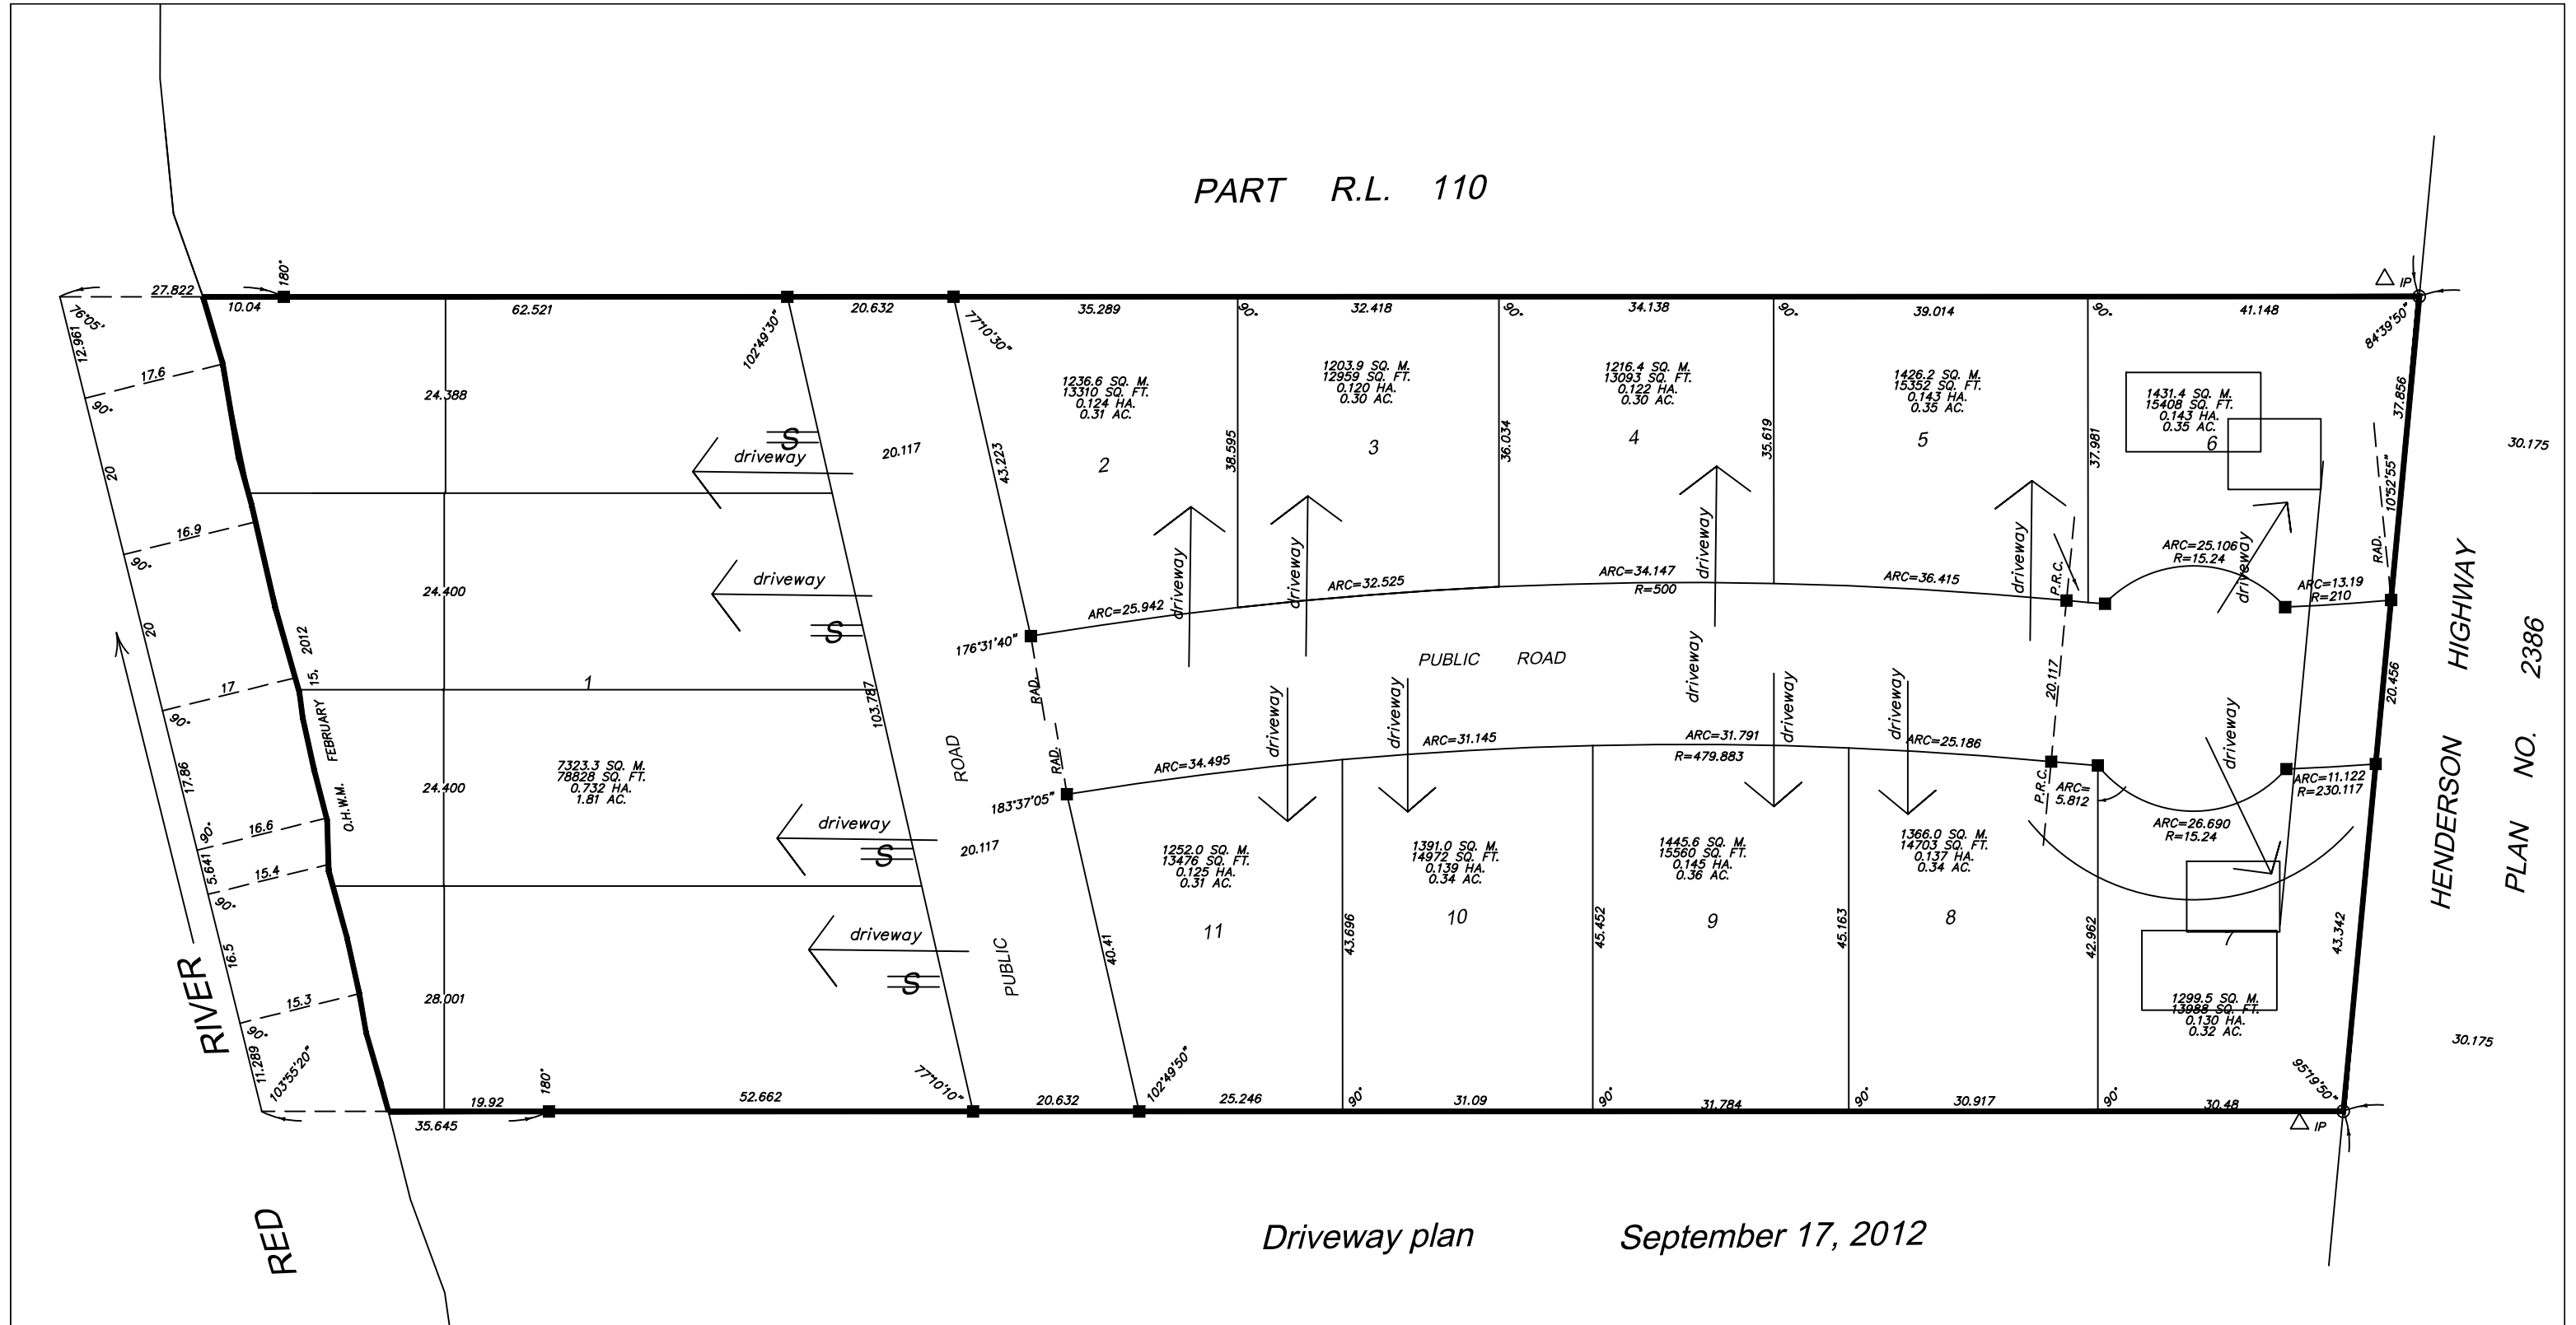 PART R.L. 110
27.822
10.04
180°
62.521
20.632
35.289
90°
32.418
90°
34.138
90°
39.014
90°
41.148
IP
84°39'50"
76°05'
12.961
102°49'30"
77°10'30"
17.6
90°
24.388
1236.6 SQ. M.
13310 SQ. FT.
0.124 HA.
0.31 AC.
2
1203.9 SQ. M.
12959 SQ. FT.
0.120 HA.
0.30 AC.
3
1216.4 SQ. M.
13093 SQ. FT.
0.122 HA.
0.30 AC.
4
1426.2 SQ. M.
15352 SQ. FT.
0.143 HA.
0.35 AC.
5
1431.4 SQ. M.
15408 SQ. FT.
0.143 HA.
0.35 AC.
6
37.856
30.175
20
S
driveway
20.117
43.223
38.595
36.034
35.619
37.981
10°52'55"
RAD.
16.9
90°
driveway
24.400
S
driveway
driveway
driveway
driveway
driveway
P.R.C.
ARC=25.942
ARC=32.525
ARC=34.147
R=500
ARC=36.415
ARC=25.106
R=15.24
ARC=13.19
R=210
20
176°31'40"
RAD.
RAD.
PUBLIC ROAD
driveway
HENDERSON HIGHWAY
PLAN NO. 2386
17
90°
1
103.787
O.H.W.M. FEBRUARY 15, 2012
20.117
20.456
17.86
24.400
7323.3 SQ. M.
78828 SQ. FT.
0.732 HA.
1.81 AC.
PUBLIC ROAD
183°37'05"
ARC=34.495
driveway
driveway
ARC=31.145
ARC=31.791
R=479.883
driveway
driveway
ARC=25.186
P.R.C.
ARC=
5.812
driveway
ARC=26.690
R=15.24
ARC=11.122
R=230.117
90°
16.6
driveway
S
20.117
5.641
15.4
90°
1252.0 SQ. M.
13476 SQ. FT.
0.125 HA.
0.31 AC.
11
1391.0 SQ. M.
14972 SQ. FT.
0.139 HA.
0.34 AC.
10
1445.6 SQ. M.
15560 SQ. FT.
0.145 HA.
0.36 AC.
9
1366.0 SQ. M.
14703 SQ. FT.
0.137 HA.
0.34 AC.
8
7
1299.5 SQ. M.
13988 SQ. FT.
0.130 HA.
0.32 AC.
driveway
S
40.41
43.696
45.452
45.163
42.962
43.342
30.175
16.5
15.3
90°
28.001
11.289
103°55'20"
180°
77°10'10"
102°49'50"
95°19'50"
19.92
35.645
52.662
20.632
25.246
90°
31.09
90°
31.784
90°
30.917
90°
30.48
IP
RED RIVER
Driveway plan September 17, 2012